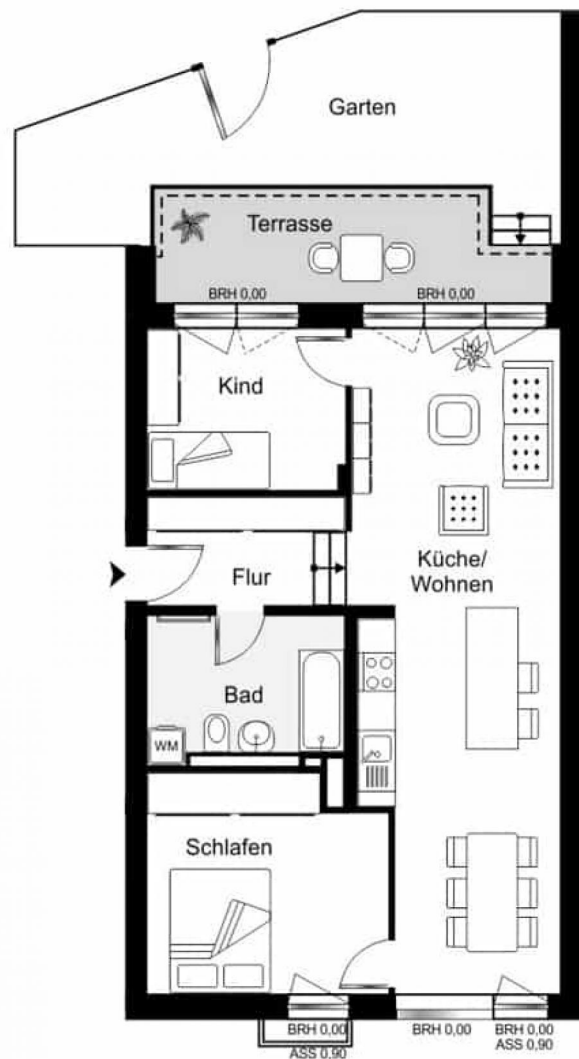 Garten
Terrasse
BRH 0,00
BRH 0,00
Kind
Küche/
Wohnen
Flur
Bad
WM
Schlafen
BRH 0,00
ASS 0,90
BRH 0,00
BRH 0,00
ASS 0,90